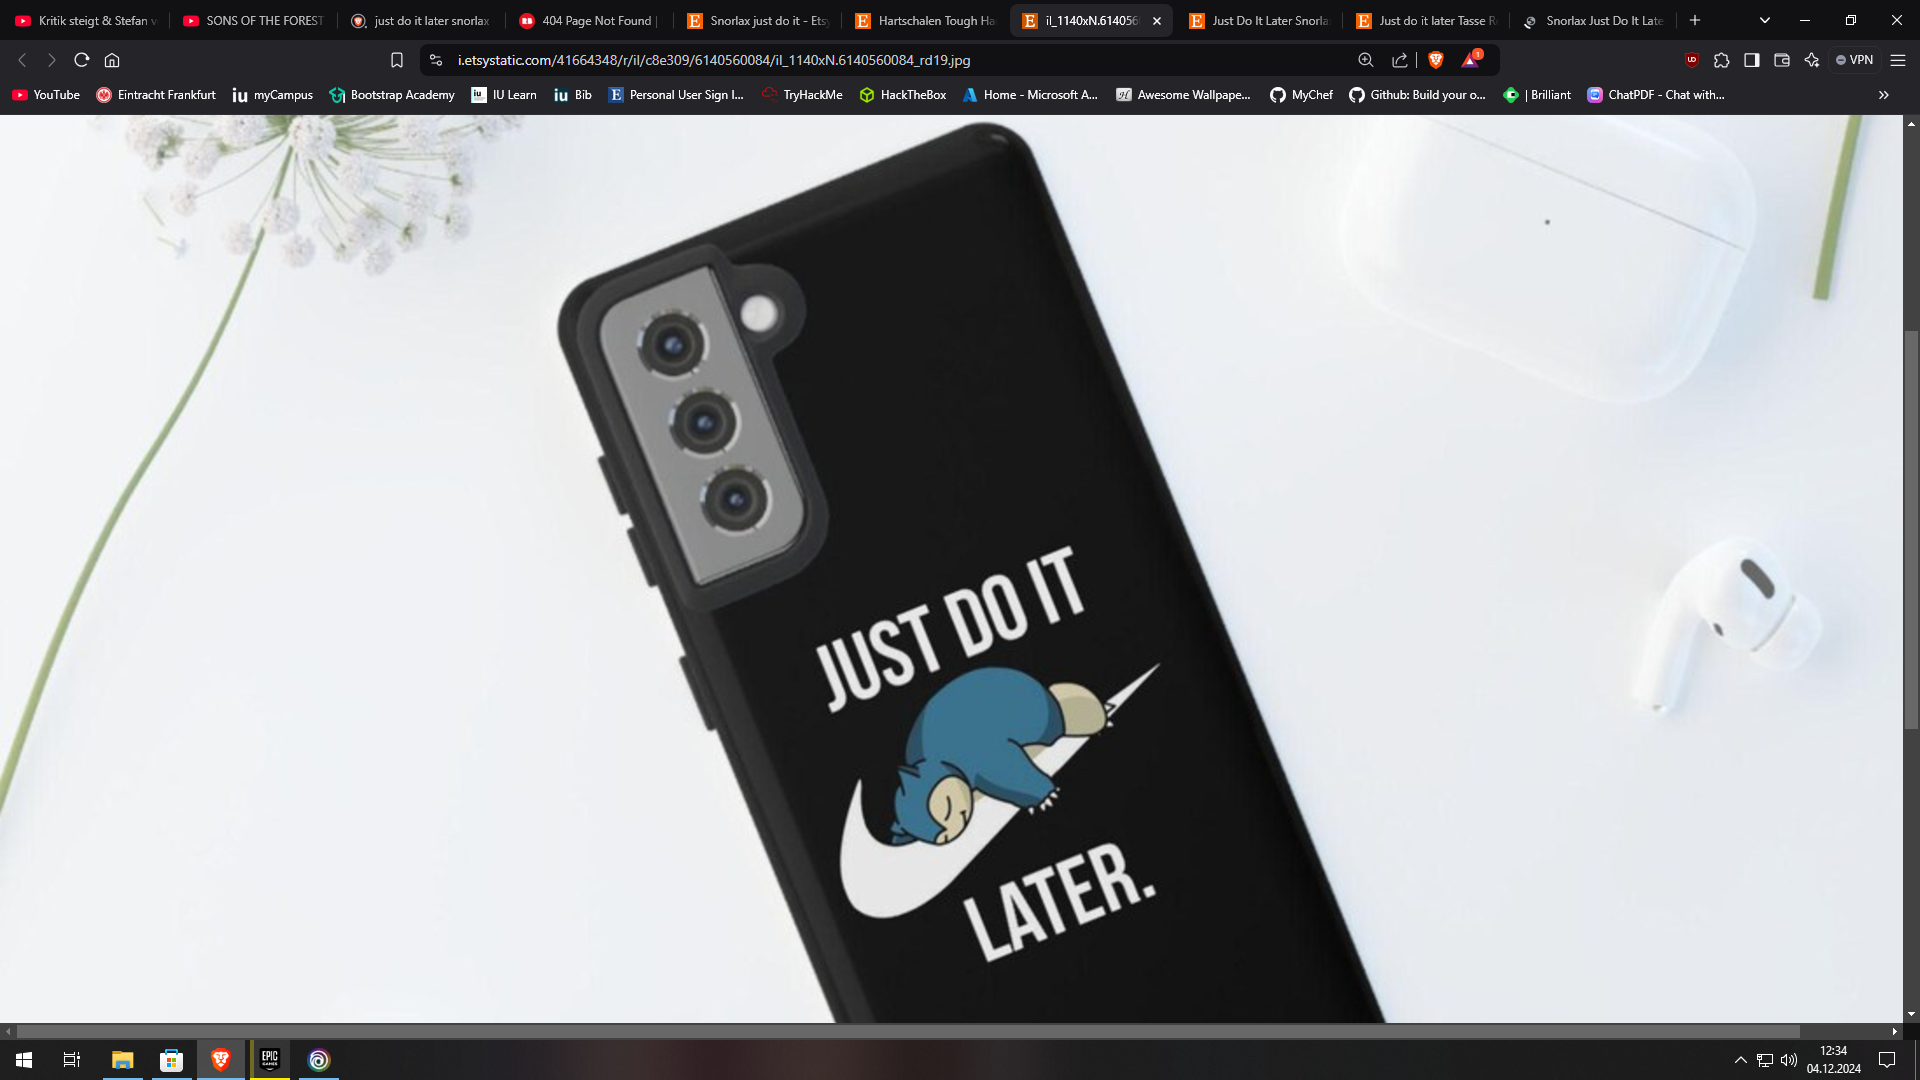 Kritik steigt & Stefan v
SONS OF THE FOREST
just do it later snorlax
404 Page Not Found |
Snorlax just do it - Ets
Hartschalen Tough Ha
il_1140xN.614056
Just Do It Later Snorla
Just do it later Tasse R
Snorlax Just Do It Late
i.etsystatic.com/41664348/r/il/c8e309/6140560084/il_1140xN.6140560084_rd19.jpg
1
VPN
YouTube
Eintracht Frankfurt
iu myCampus
Bootstrap Academy
IU Learn
iu Bib
E Personal User Sign I...
TryHackMe
HackTheBox
Home - Microsoft A...
Awesome Wallpape...
MyChef
Github: Build your o...
| Brilliant
ChatPDF - Chat with...
JUST DO IT
LATER.
EPIC
GAMES
12:34
04.12.2024